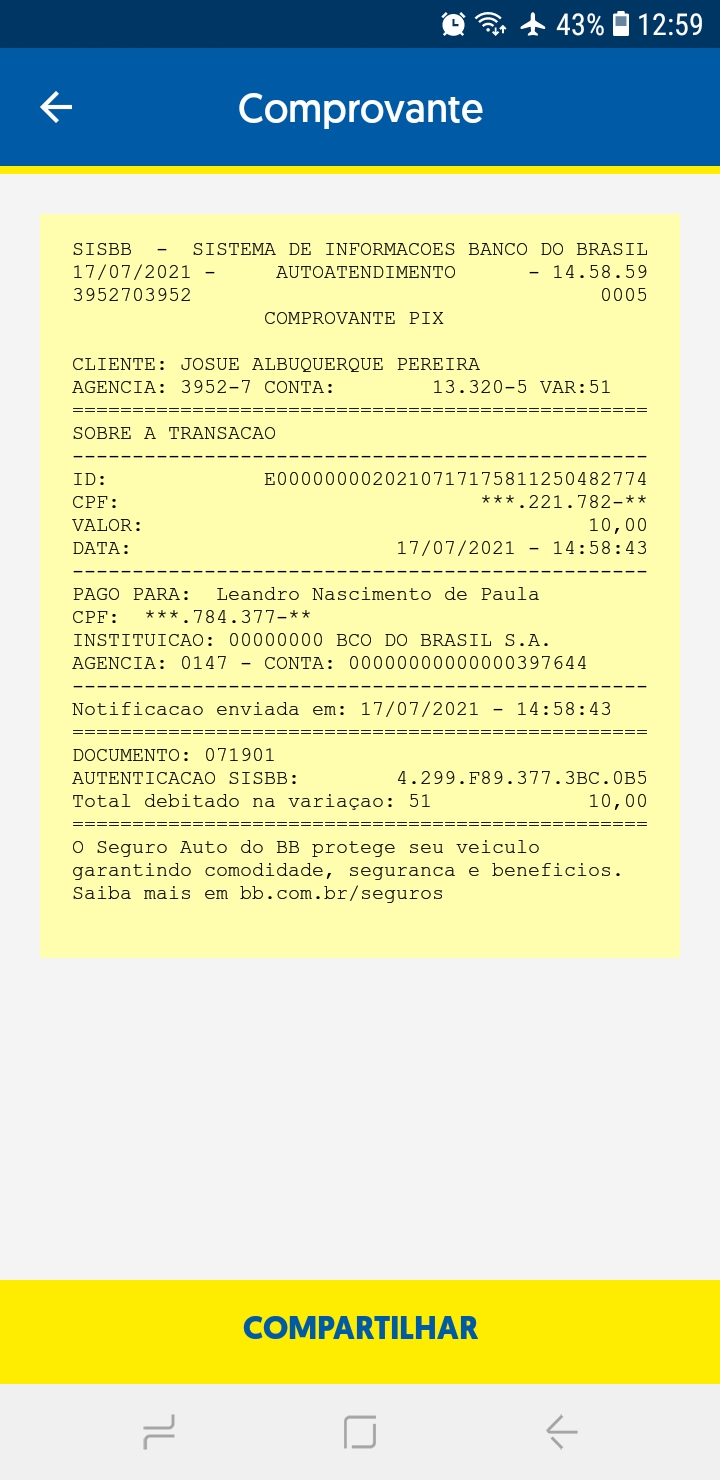 43% 12:59
Comprovante
SISBB - SISTEMA DE INFORMACOES BANCO DO BRASIL
17/07/2021 - AUTOATENDIMENTO - 14.58.59
3952703952 0005
COMPROVANTE PIX
CLIENTE: JOSUE ALBUQUERQUE PEREIRA
AGENCIA: 3952-7 CONTA: 13.320-5 VAR:51
================================================
SOBRE A TRANSACAO
------------------------------------------------
ID: E0000000020210717175811250482774
CPF: ***.221.782-**
VALOR: 10,00
DATA: 17/07/2021 - 14:58:43
------------------------------------------------
PAGO PARA: Leandro Nascimento de Paula
CPF: ***.784.377-**
INSTITUICAO: 00000000 BCO DO BRASIL S.A.
AGENCIA: 0147 - CONTA: 00000000000000397644
------------------------------------------------
Notificacao enviada em: 17/07/2021 - 14:58:43
================================================
DOCUMENTO: 071901
AUTENTICACAO SISBB: 4.299.F89.377.3BC.0B5
Total debitado na variaçao: 51 10,00
================================================
O Seguro Auto do BB protege seu veiculo
garantindo comodidade, seguranca e beneficios.
Saiba mais em bb.com.br/seguros
COMPARTILHAR